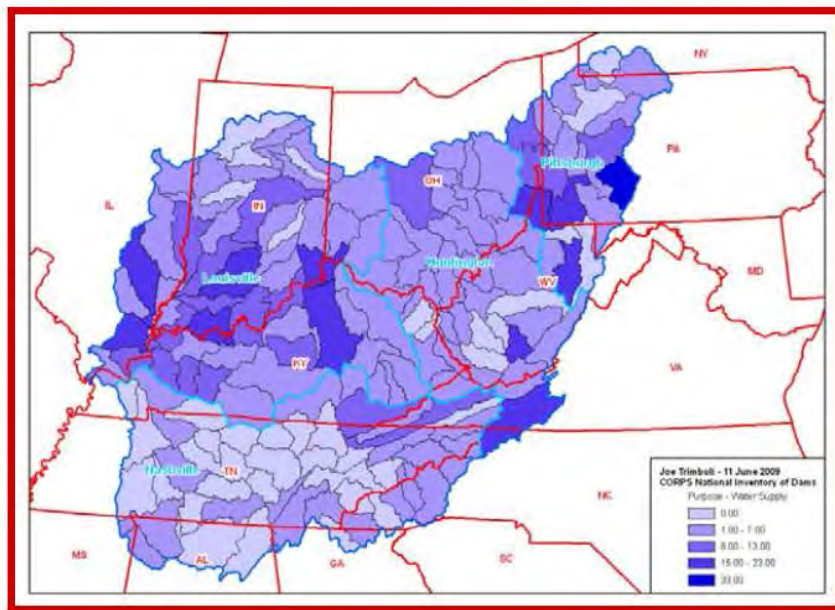 NY
PA
Pittsburgh
OH
IL
IN
Huntington
Louisville
WV
MD
KY
VA
Nashville
TN
NC
MS
AL
GA
SC
Joe Trimboli - 11 June 2009
CORPS National Inventory of Dams
Purpose - Water Supply
0.00
1.00 - 7.00
8.00 - 13.00
15.00 - 23.00
33.00